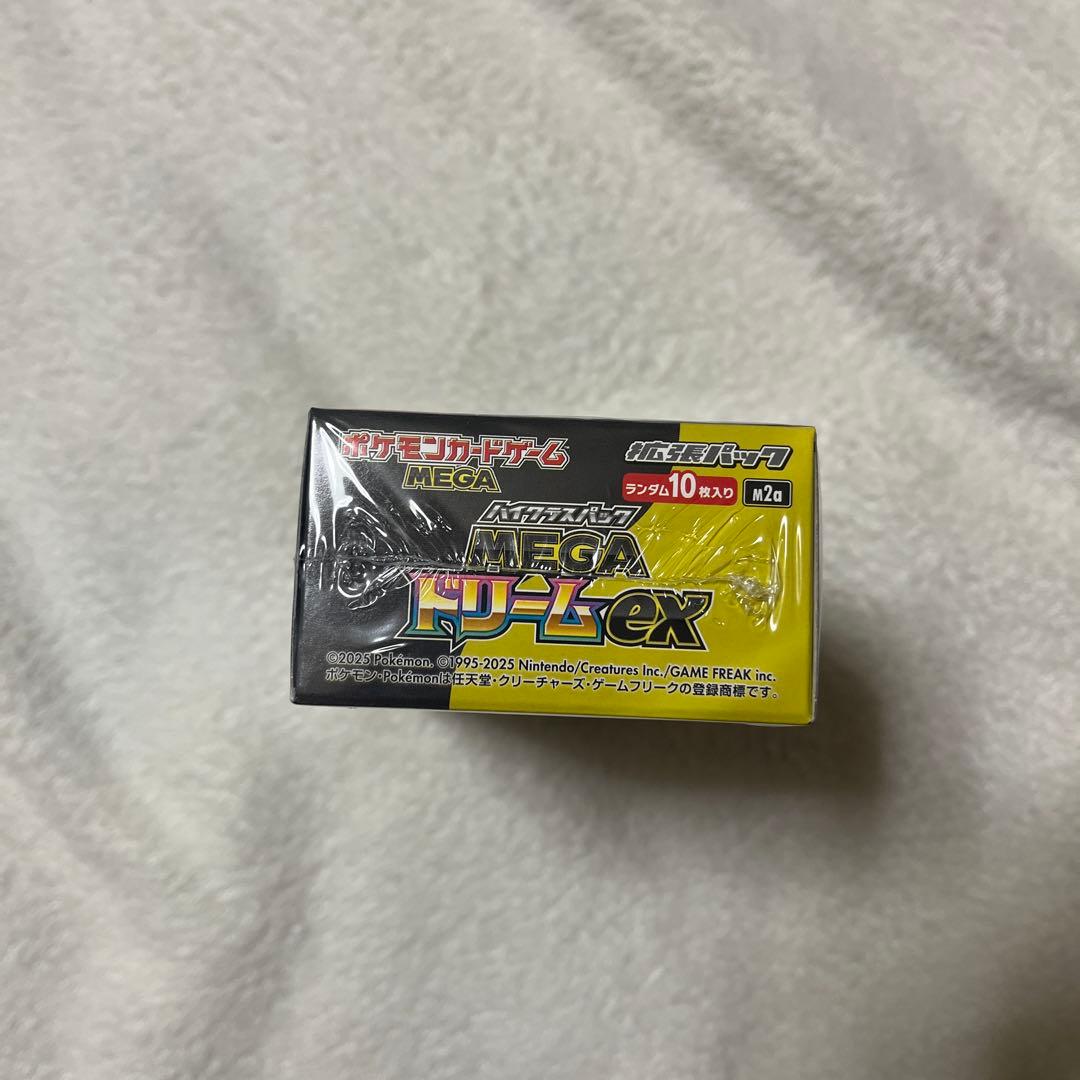 ポケモンカードゲーム
MEGA
拡張パック
ランダム10枚入り
M2a
ハイクラスパック
MEGA
ドリームex
©2025 Pokémon. ©1995-2025 Nintendo/Creatures Inc./GAME FREAK inc.
ポケモン・Pokémonは任天堂・クリーチャーズ・ゲームフリークの登録商標です。